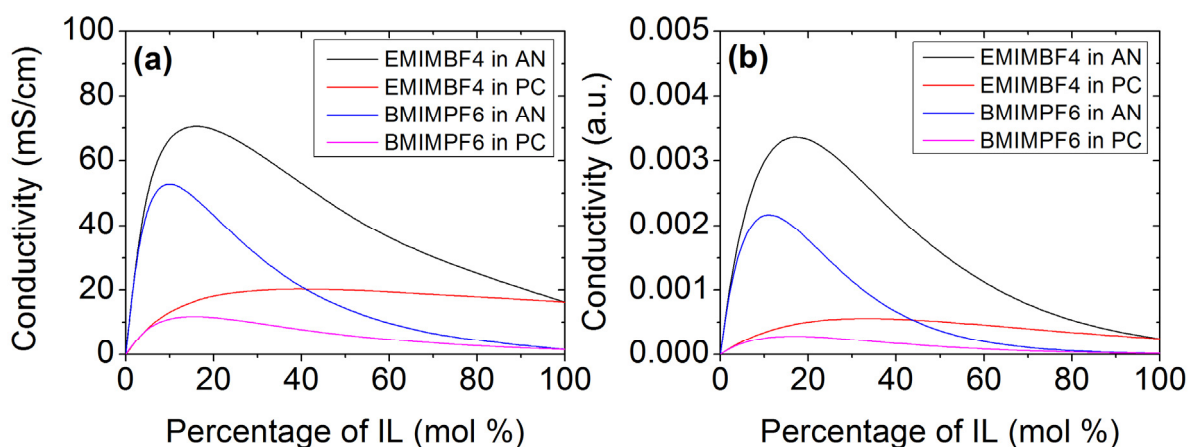 (a)
EMIMBF4 in AN
EMIMBF4 in PC
BMIMPF6 in AN
BMIMPF6 in PC
Conductivity (mS/cm)
100
80
60
40
20
0
0 20 40 60 80 100
Percentage of IL (mol %)
(b)
EMIMBF4 in AN
EMIMBF4 in PC
BMIMPF6 in AN
BMIMPF6 in PC
Conductivity (a.u.)
0.005
0.004
0.003
0.002
0.001
0.000
0 20 40 60 80 100
Percentage of IL (mol %)